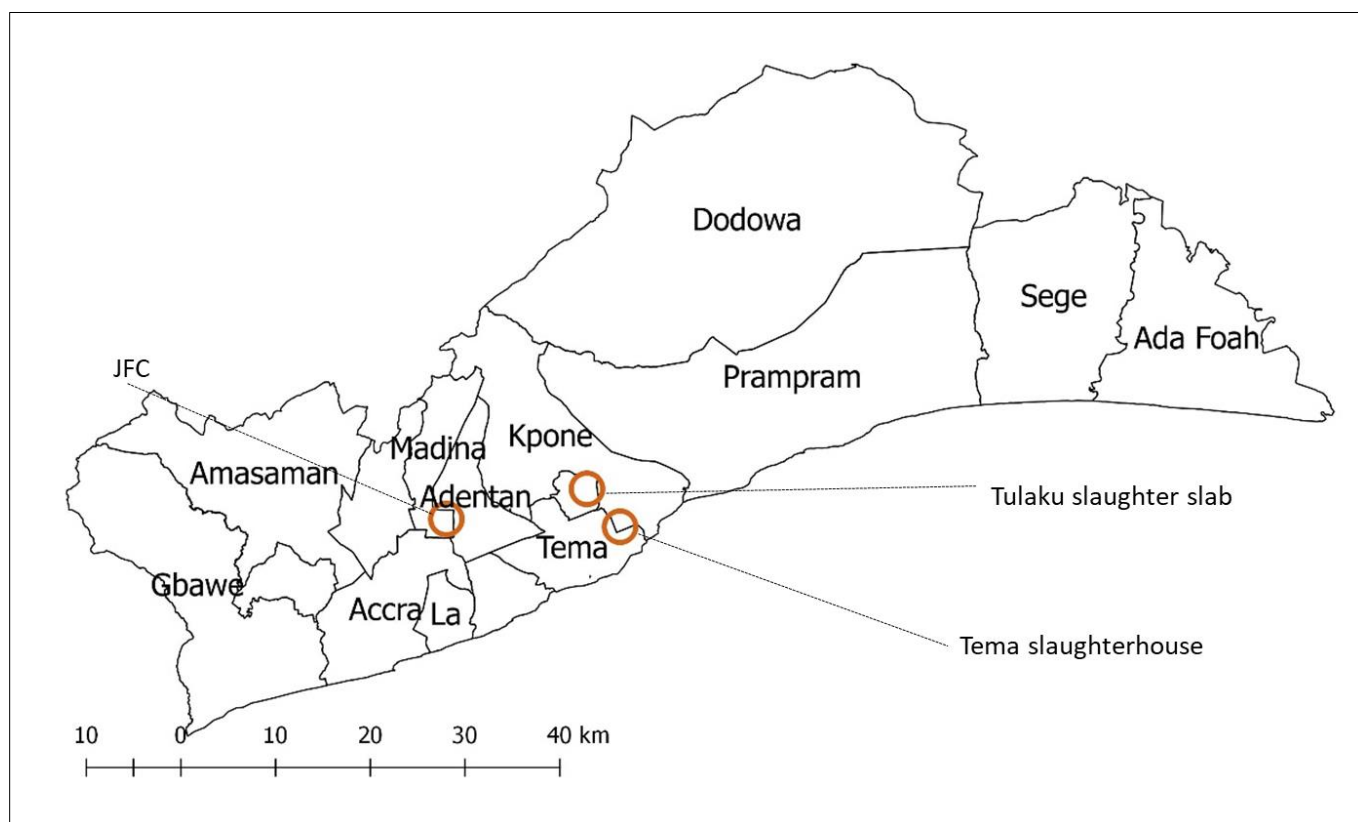 Dodowa
Sege
Ada Foah
Prampram
JFC
Kpone
Madina
Amasaman
Adentan
Tulaku slaughter slab
Tema
Gbawe
Accra
La
Tema slaughterhouse
10 0 10 20 30 40 km